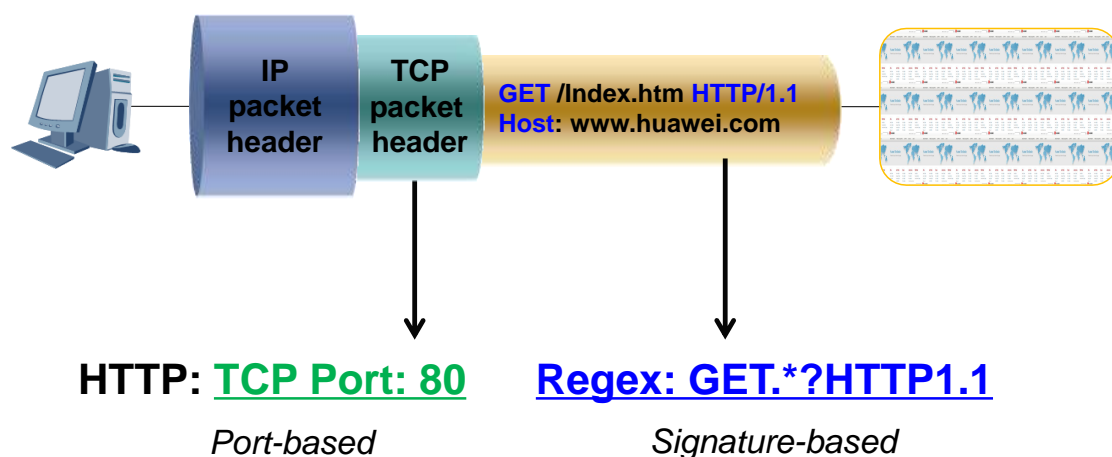 IP
packet
header
TCP
packet
header
GET /Index.htm HTTP/1.1
Host: www.huawei.com
HTTP: TCP Port: 80
Regex: GET.*?HTTP1.1
Port-based
Signature-based